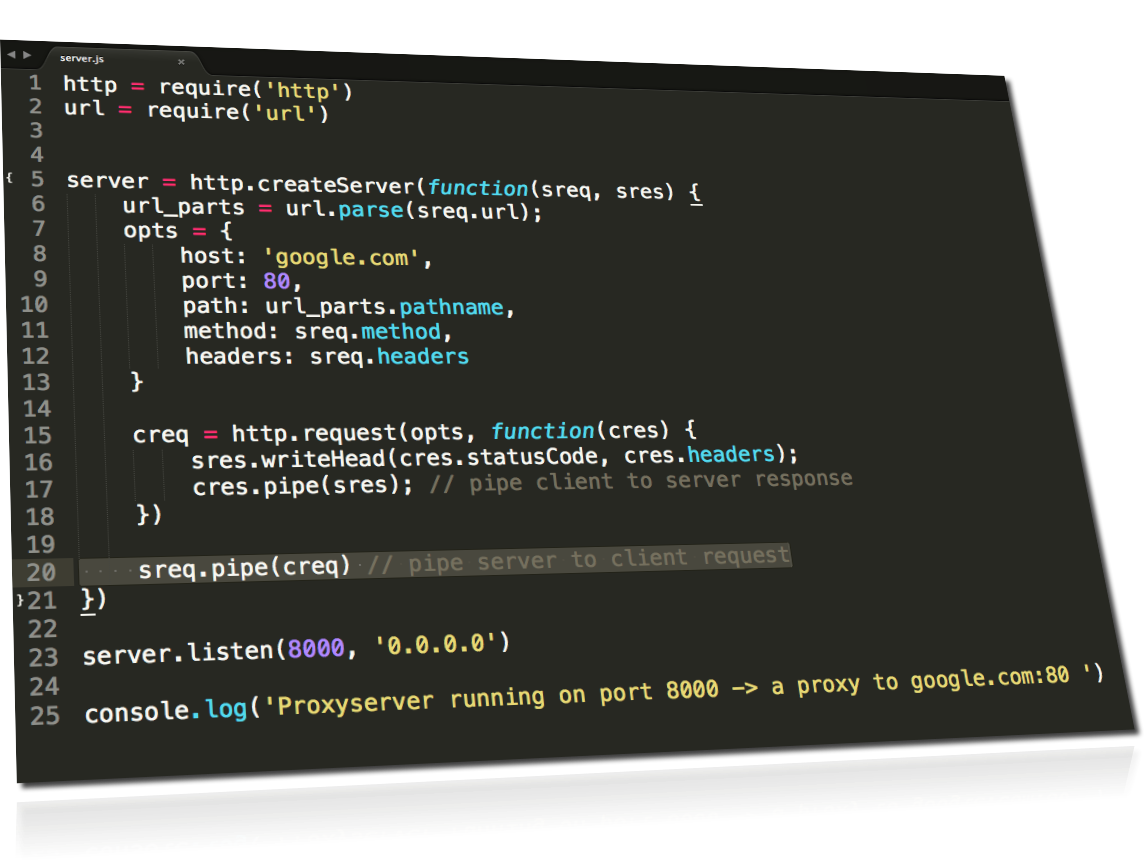 server.js ×
1 http = require('http')
2 url = require('url')
3
4
5 server = http.createServer(function(sreq, sres) {
6     url_parts = url.parse(sreq.url);
7     opts = {
8         host: 'google.com',
9         port: 80,
10         path: url_parts.pathname,
11         method: sreq.method,
12         headers: sreq.headers
13     }
14
15     creq = http.request(opts, function(cres) {
16         sres.writeHead(cres.statusCode, cres.headers);
17         cres.pipe(sres); // pipe client to server response
18     })
19
20     sreq.pipe(creq) // pipe server to client request
21 })
22
23 server.listen(8000, '0.0.0.0')
24
25 console.log('Proxyserver running on port 8000 -> a proxy to google.com:80 ')